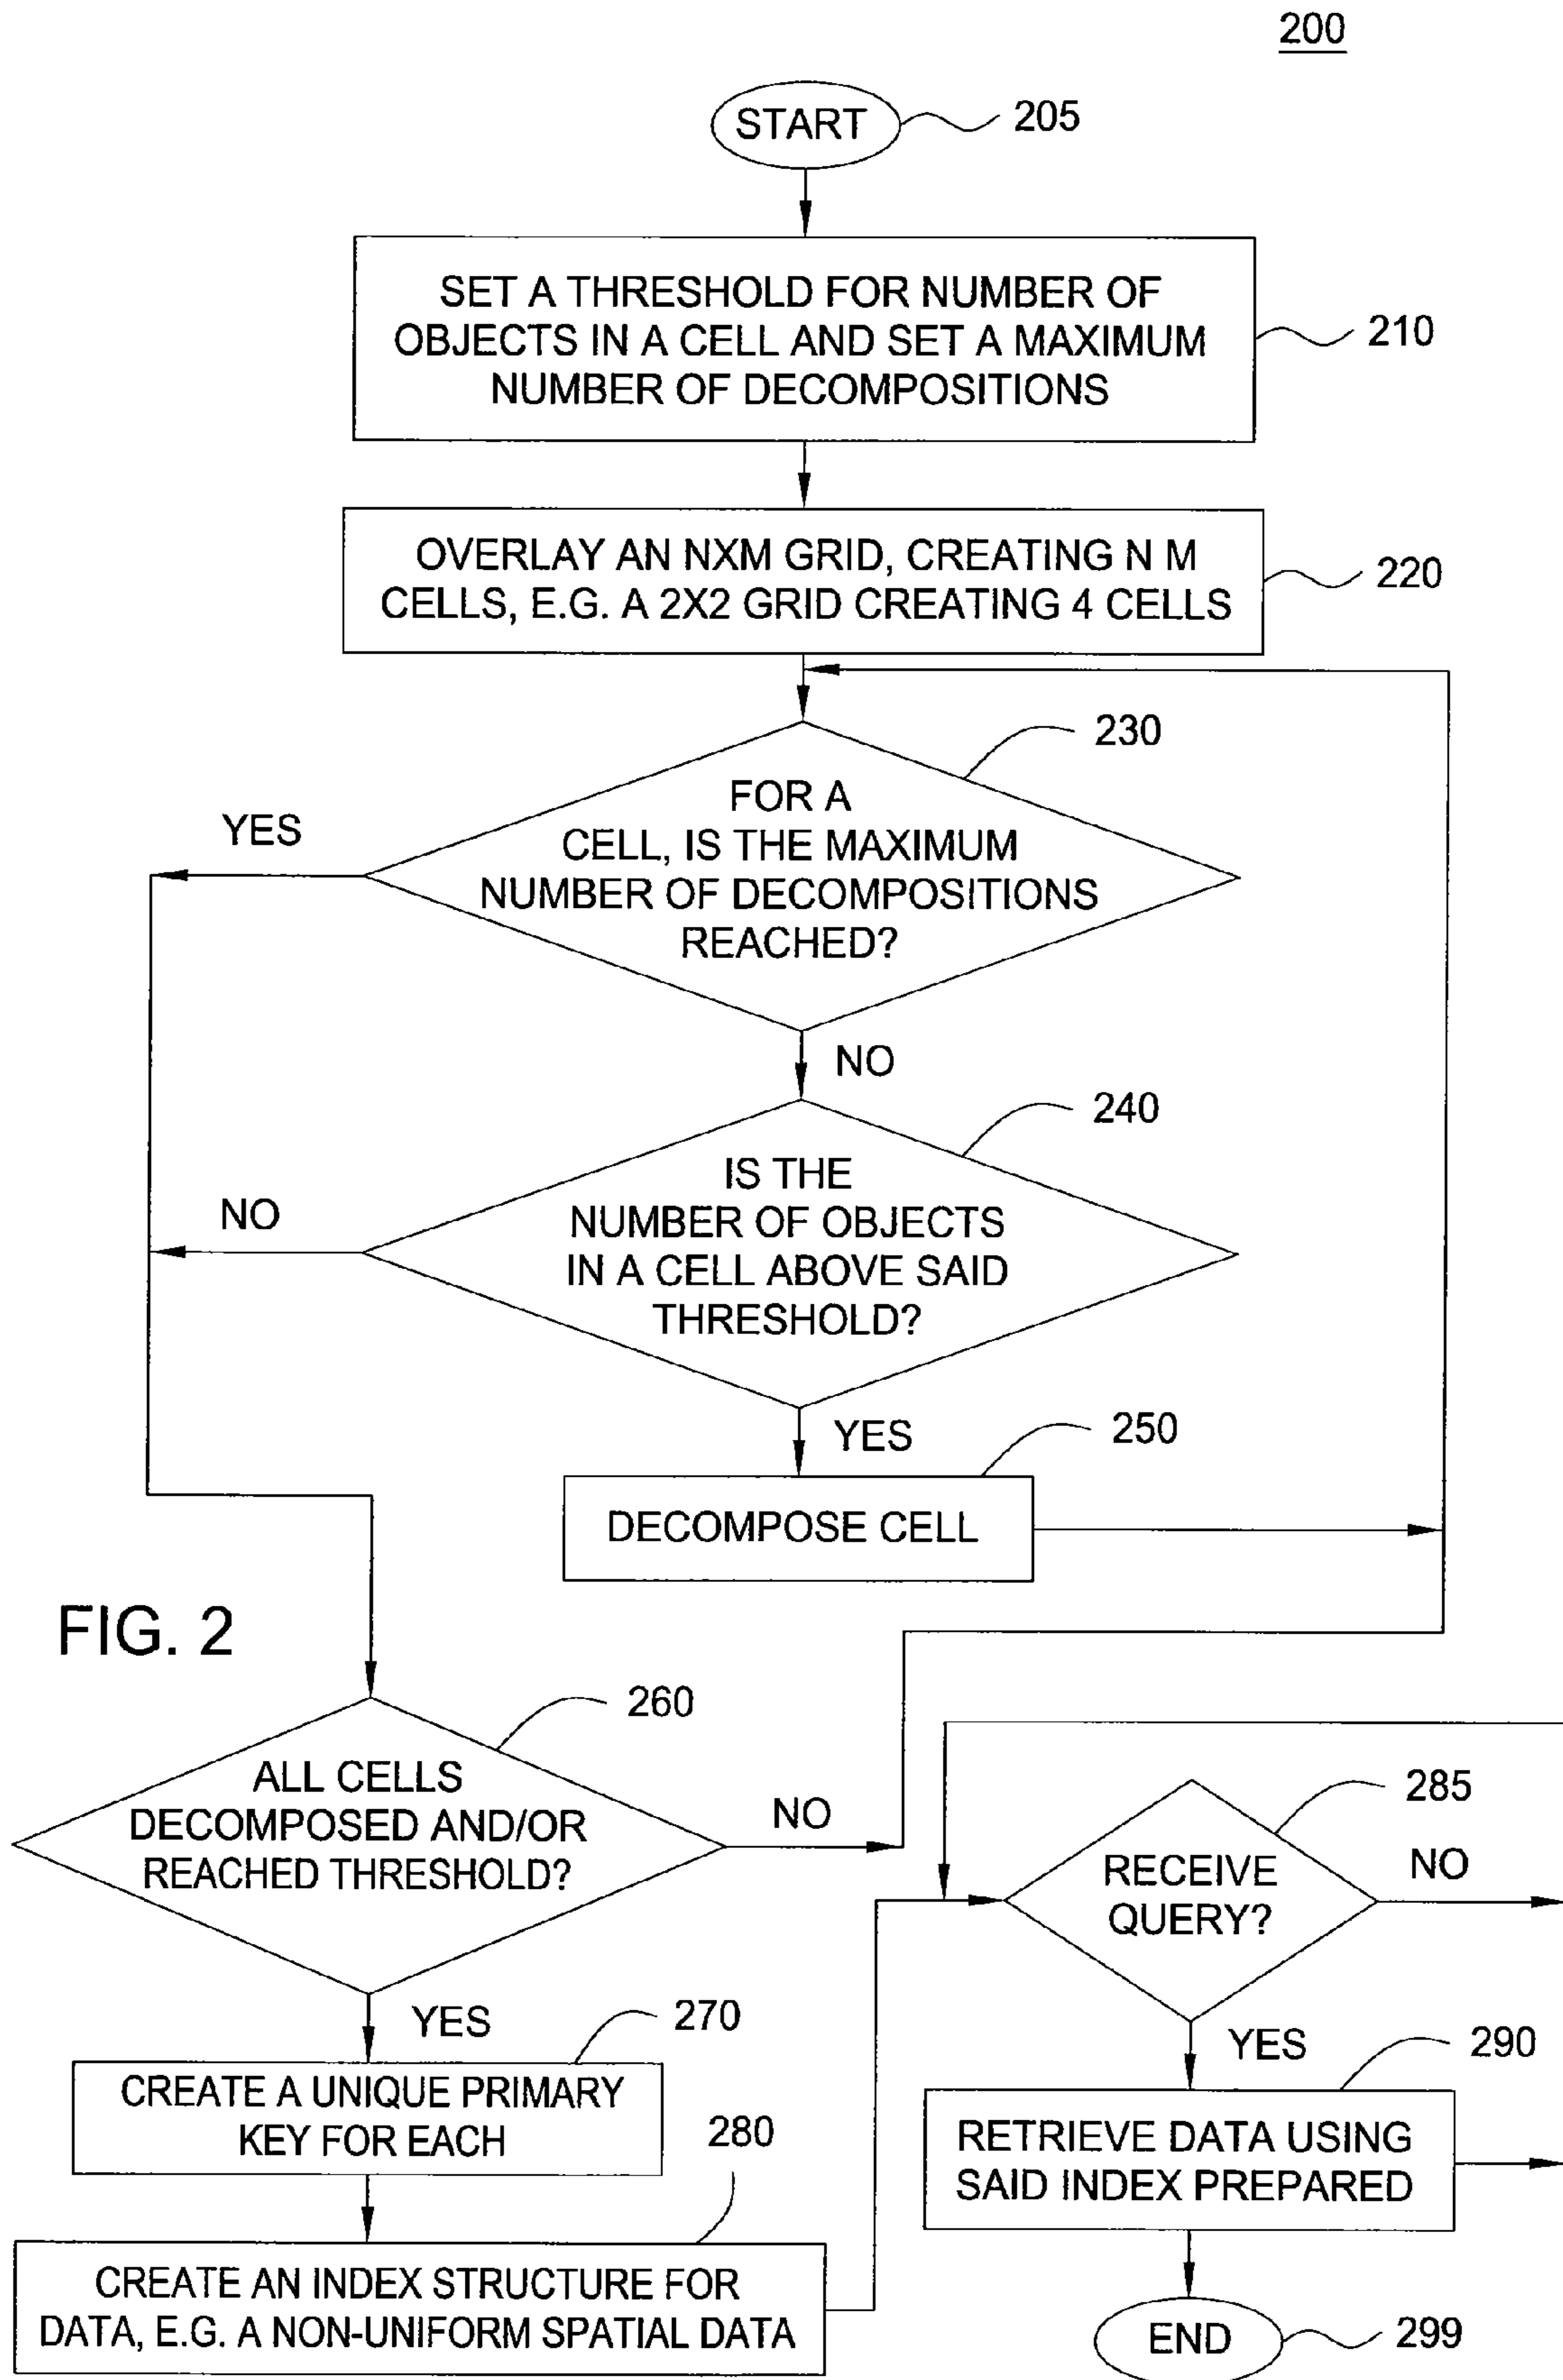 200
START
205
SET A THRESHOLD FOR NUMBER OF
OBJECTS IN A CELL AND SET A MAXIMUM
NUMBER OF DECOMPOSITIONS
210
OVERLAY AN NXM GRID, CREATING N M
CELLS, E.G. A 2X2 GRID CREATING 4 CELLS
220
230
FOR A
CELL, IS THE MAXIMUM
NUMBER OF DECOMPOSITIONS
REACHED?
YES
NO
240
IS THE
NUMBER OF OBJECTS
IN A CELL ABOVE SAID
THRESHOLD?
NO
YES
250
DECOMPOSE CELL
FIG. 2
260
ALL CELLS
DECOMPOSED AND/OR
REACHED THRESHOLD?
NO
YES
270
CREATE A UNIQUE PRIMARY
KEY FOR EACH
280
CREATE AN INDEX STRUCTURE FOR
DATA, E.G. A NON-UNIFORM SPATIAL DATA
285
RECEIVE
QUERY?
NO
YES
290
RETRIEVE DATA USING
SAID INDEX PREPARED
END
299